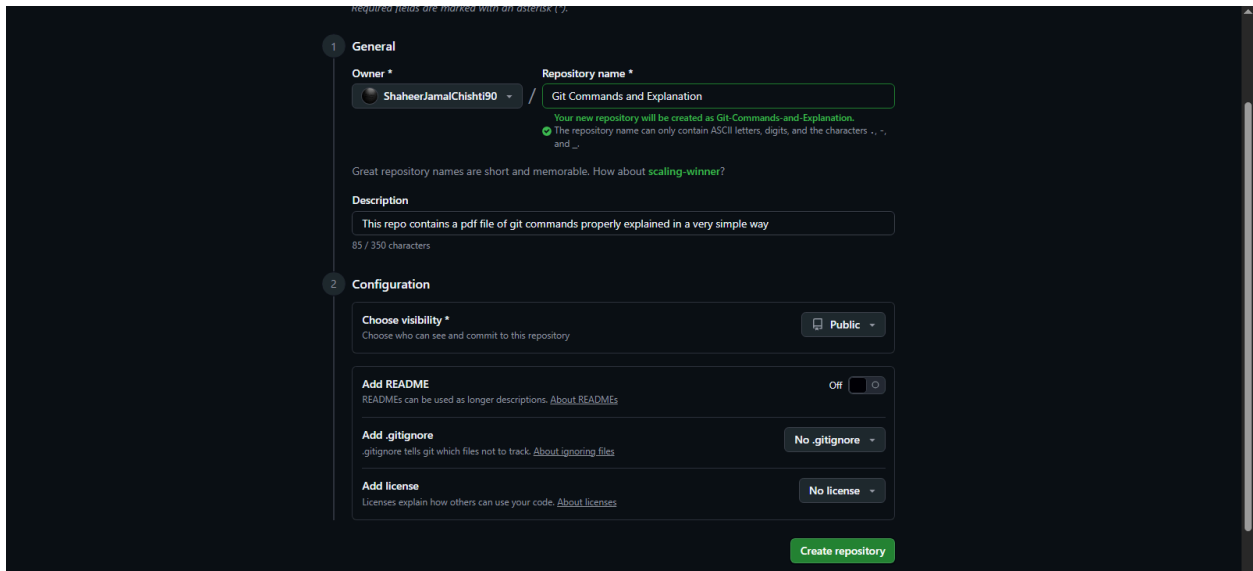 Required fields are marked with an asterisk (*).
1 General
Owner * Repository name *
ShaheerJamalChishti90 / Git Commands and Explanation
Your new repository will be created as Git-Commands-and-Explanation.
The repository name can only contain ASCII letters, digits, and the characters ., -,
and _.
Great repository names are short and memorable. How about scaling-winner?
Description
This repo contains a pdf file of git commands properly explained in a very simple way
85 / 350 characters
2 Configuration
Choose visibility * Public
Choose who can see and commit to this repository
Add README Off
READMEs can be used as longer descriptions. About READMEs
Add .gitignore No .gitignore
.gitignore tells git which files not to track. About ignoring files
Add license No license
Licenses explain how others can use your code. About licenses
Create repository